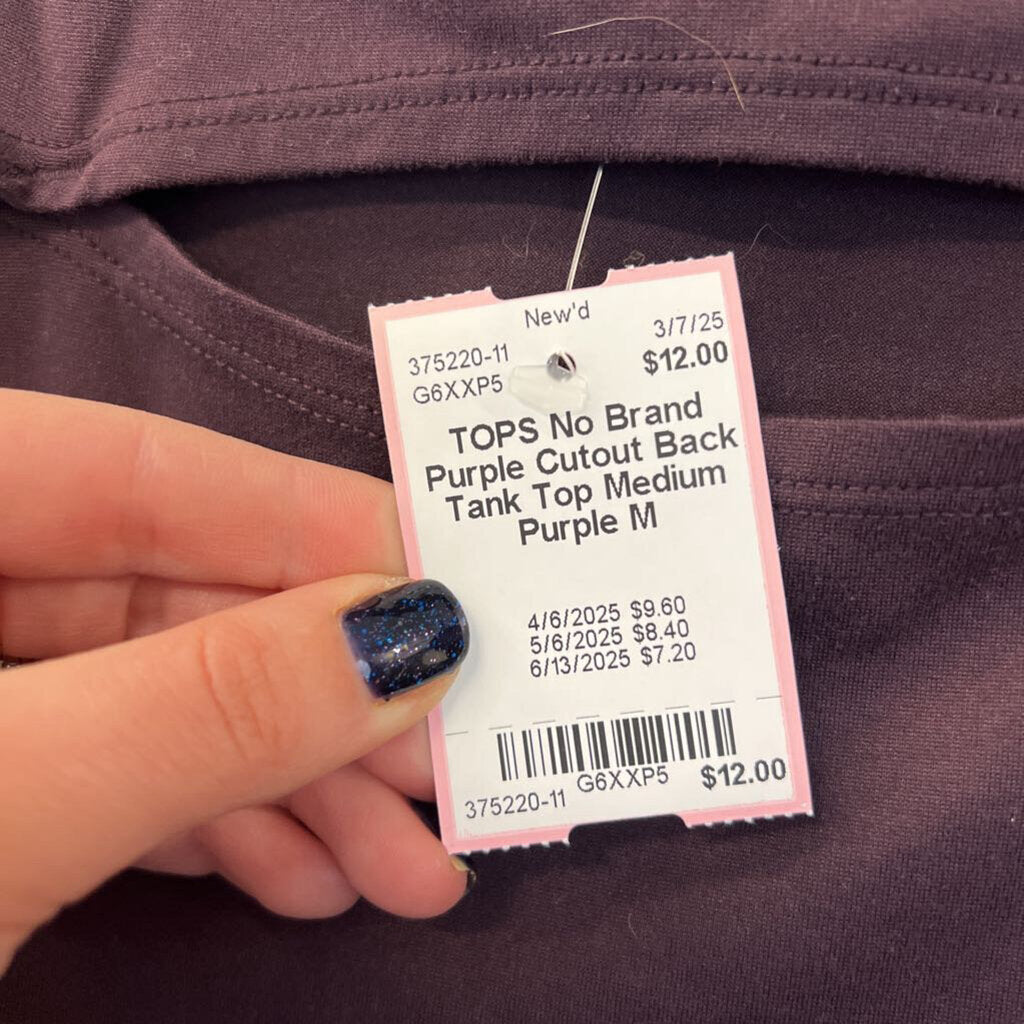 New'd
375220-11
3/7/25
G6XXP5
$12.00
TOPS No Brand
Purple Cutout Back
Tank Top Medium
Purple M
4/6/2025 $9.60
5/6/2025 $8.40
6/13/2025 $7.20
G6XXP5
375220-11
$12.00